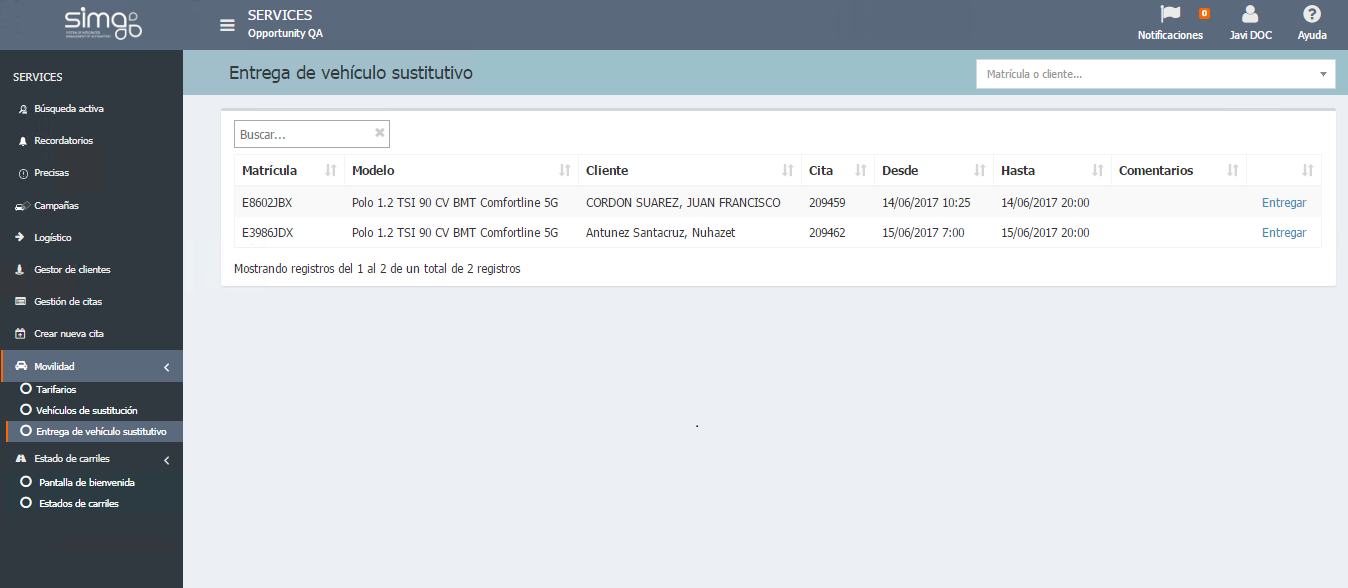 simgo
SERVICES
Opportunity QA
0
Notificaciones
Javi DOC
Ayuda
SERVICES
Búsqueda activa
Recordatorios
Precisas
Campañas
Logístico
Gestor de clientes
Gestión de citas
Crear nueva cita
Movilidad
Tarifarios
Vehículos de sustitución
Entrega de vehículo sustitutivo
Estado de carriles
Pantalla de bienvenida
Estados de carriles
Entrega de vehículo sustitutivo
Matrícula o cliente...
Buscar...
Matrícula Modelo Cliente Cita Desde Hasta Comentarios
E8602JBX Polo 1.2 TSI 90 CV BMT Comfortline 5G CORDON SUAREZ, JUAN FRANCISCO 209459 14/06/2017 10:25 14/06/2017 20:00 Entregar
E3986JDX Polo 1.2 TSI 90 CV BMT Comfortline 5G Antunez Santacruz, Nuhazet 209462 15/06/2017 7:00 15/06/2017 20:00 Entregar
Mostrando registros del 1 al 2 de un total de 2 registros
.